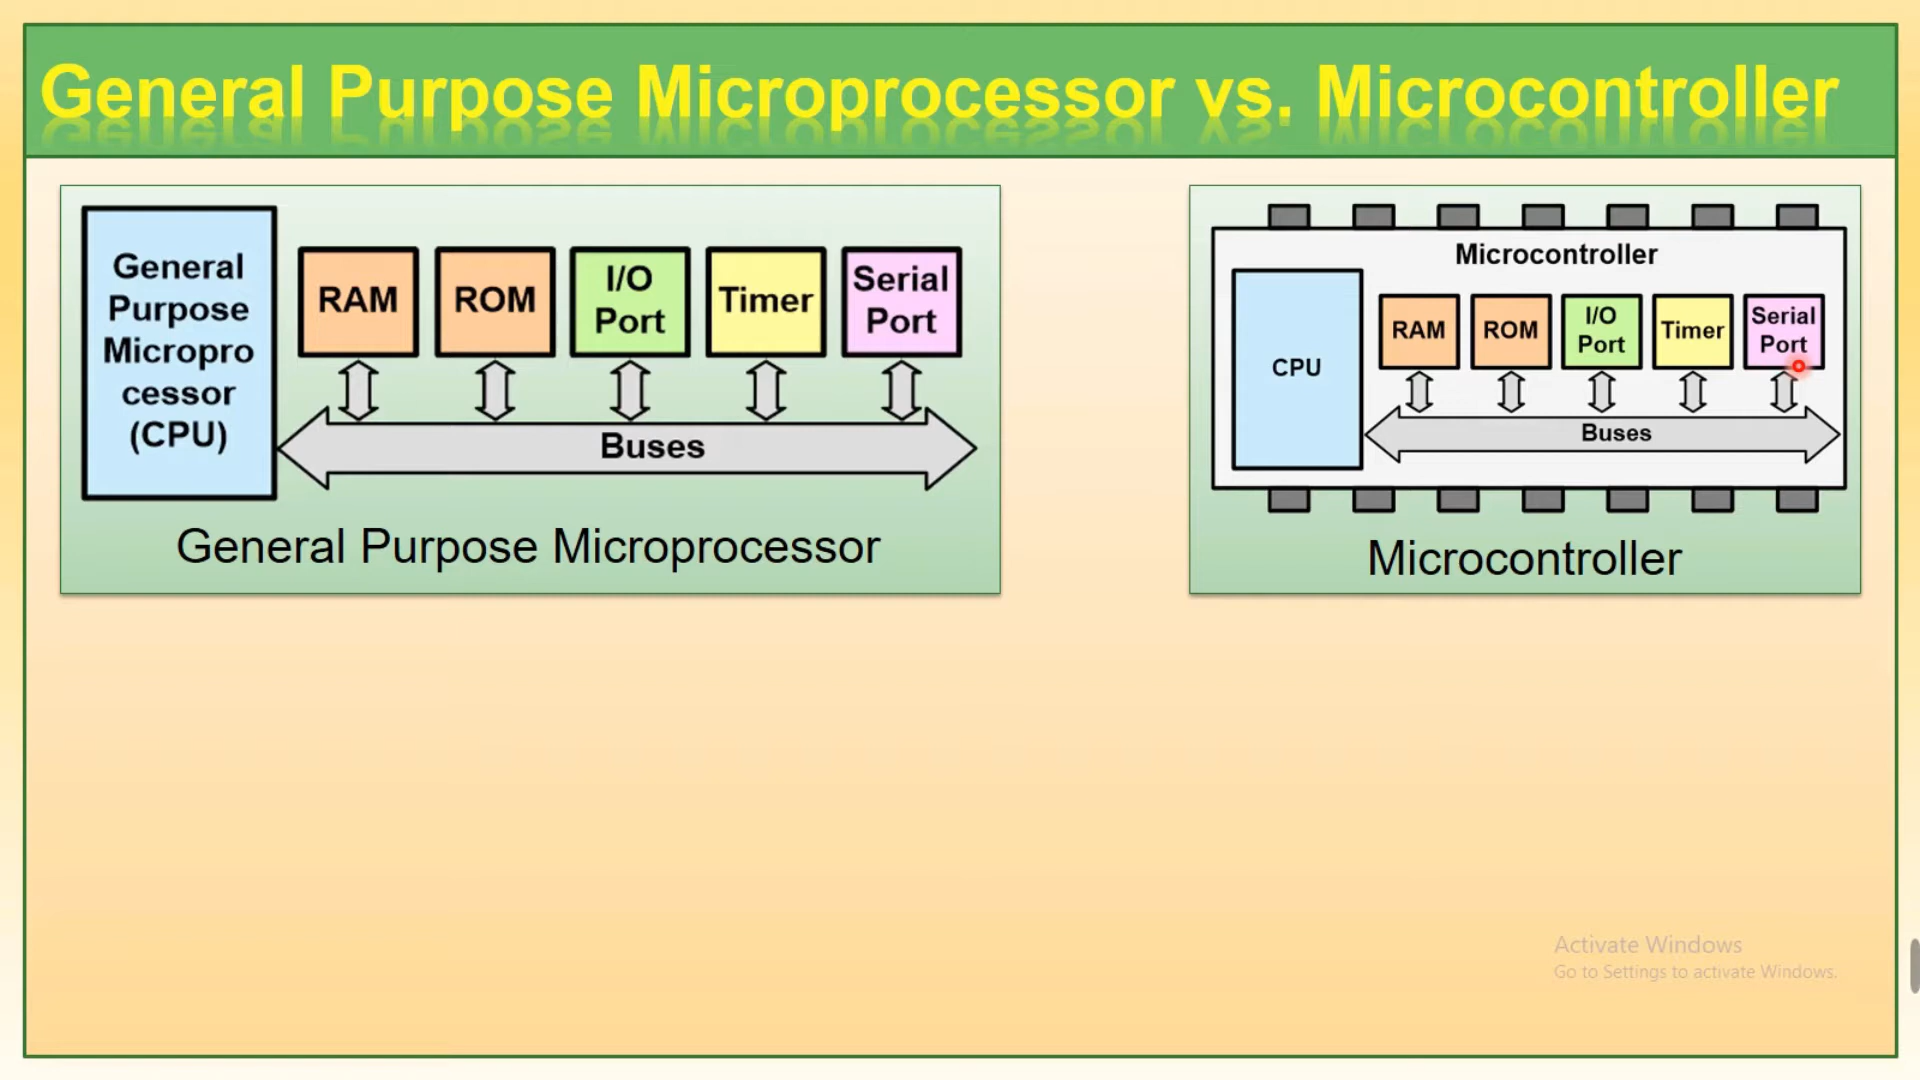 General Purpose Microprocessor vs. Microcontroller
General
Purpose
Micropro
cessor
(CPU)
RAM
ROM
I/O
Port
Timer
Serial
Port
Buses
General Purpose Microprocessor
Microcontroller
CPU
RAM
ROM
I/O
Port
Timer
Serial
Port
Buses
Microcontroller
Activate Windows
Go to Settings to activate Windows.